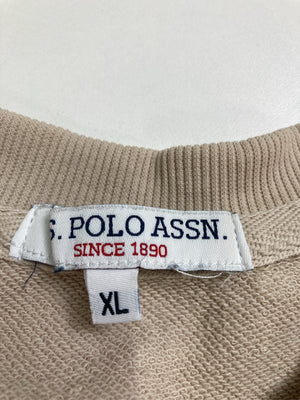 S. POLO ASSN.
SINCE 1890
XL